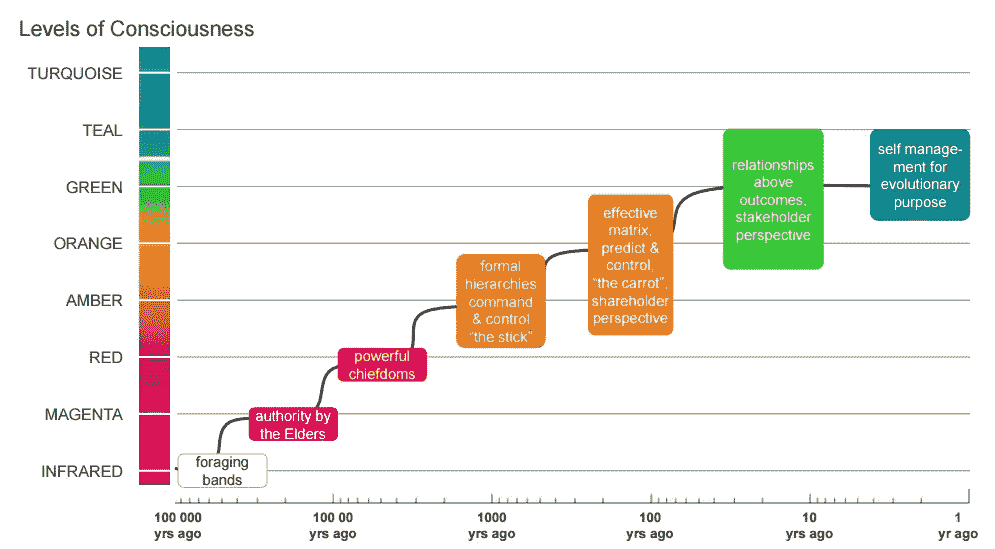 Levels of Consciousness
TURQUOISE
TEAL
GREEN
ORANGE
AMBER
RED
MAGENTA
INFRARED
foraging
bands
authority by
the Elders
powerful
chiefdoms
formal
hierarchies
command
& control
“the stick”
effective
matrix,
predict &
control,
“the carrot”,
shareholder
perspective
relationships
above
outcomes,
stakeholder
perspective
self manage-
ment for
evolutionary
purpose
100 000 100 00 1000 100 10 1
yrs ago yrs ago yrs ago yrs ago yrs ago yr ago